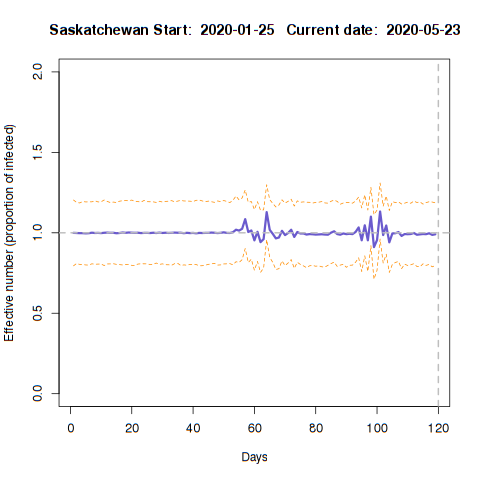 Saskatchewan Start: 2020-01-25 Current date: 2020-05-23
Effective number (proportion of infected)
2.0
1.5
1.0
0.5
0.0
0 20 40 60 80 100 120
Days